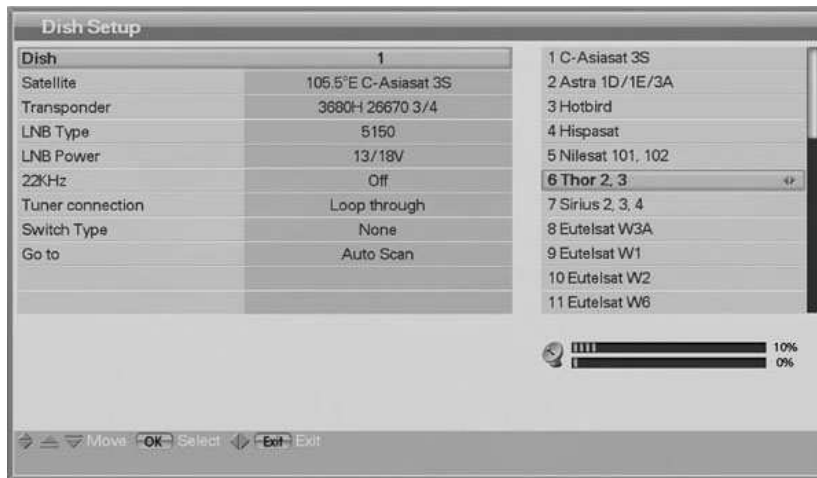 Dish Setup
Dish 1
Satellite 105.5°E C-Asiasat 3S
Transponder 3680H 26670 3/4
LNB Type 5150
LNB Power 13/18V
22KHz Off
Tuner connection Loop through
Switch Type None
Go to Auto Scan
1 C-Asiasat 3S
2 Astra 1D/1E/3A
3 Hotbird
4 Hispasat
5 Nilesat 101, 102
6 Thor 2, 3
7 Sirius 2, 3, 4
8 Eutelsat W3A
9 Eutelsat W1
10 Eutelsat W2
11 Eutelsat W6
10%
0%
Move OK Select Exit Exit